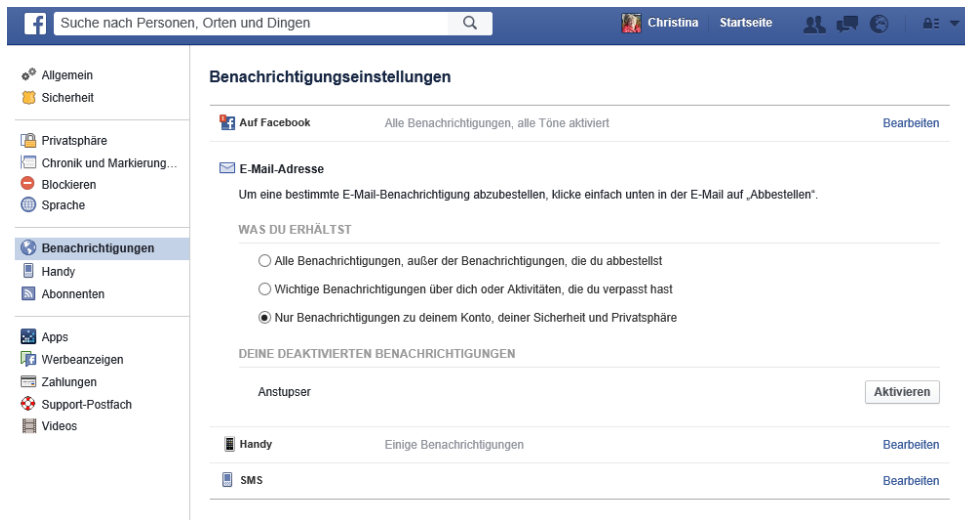 Suche nach Personen, Orten und Dingen
Christina Startseite
Allgemein
Sicherheit
Privatsphäre
Chronik und Markierung...
Blockieren
Sprache
Benachrichtigungen
Handy
Abonnenten
Apps
Werbeanzeigen
Zahlungen
Support-Postfach
Videos
Benachrichtigungseinstellungen
Auf Facebook Alle Benachrichtigungen, alle Töne aktiviert Bearbeiten
E-Mail-Adresse
Um eine bestimmte E-Mail-Benachrichtigung abzubestellen, klicke einfach unten in der E-Mail auf „Abbestellen“.
WAS DU ERHÄLTST
Alle Benachrichtigungen, außer der Benachrichtigungen, die du abbestellst
Wichtige Benachrichtigungen über dich oder Aktivitäten, die du verpasst hast
Nur Benachrichtigungen zu deinem Konto, deiner Sicherheit und Privatsphäre
DEINE DEAKTIVIERTEN BENACHRICHTIGUNGEN
Anstupser Aktivieren
Handy Einige Benachrichtigungen Bearbeiten
SMS Bearbeiten